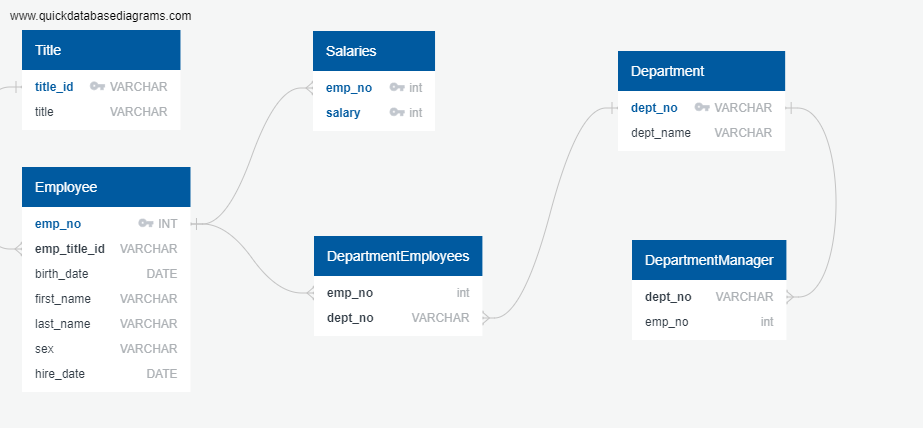 www.quickdatabasediagrams.com
Title
title_id VARCHAR
title VARCHAR
Employee
emp_no INT
emp_title_id VARCHAR
birth_date DATE
first_name VARCHAR
last_name VARCHAR
sex VARCHAR
hire_date DATE
Salaries
emp_no int
salary int
DepartmentEmployees
emp_no int
dept_no VARCHAR
Department
dept_no VARCHAR
dept_name VARCHAR
DepartmentManager
dept_no VARCHAR
emp_no int